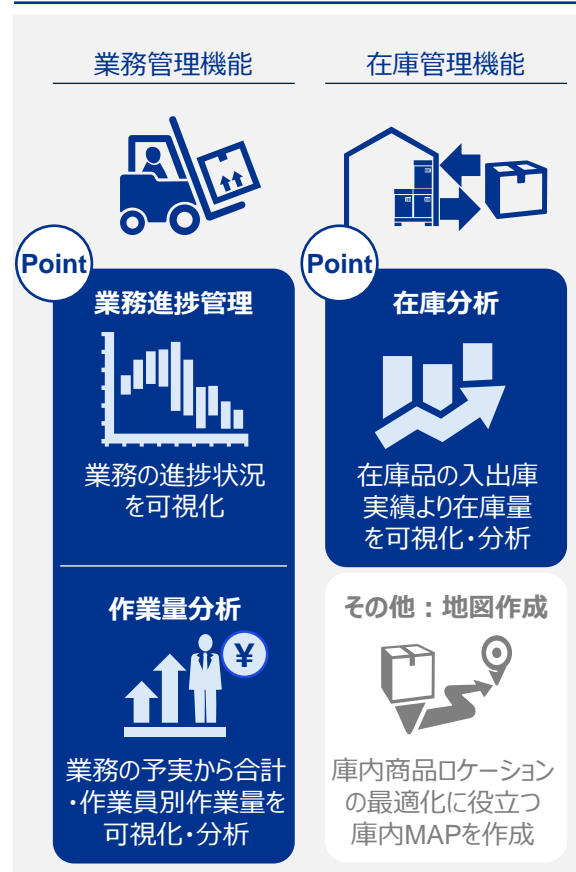 業務管理機能
Point
業務進捗管理
業務の進捗状況
を可視化
作業量分析
¥
業務の予実から合計
・作業員別作業量を
可視化・分析
在庫管理機能
Point
在庫分析
在庫品の入出庫
実績より在庫量
を可視化・分析
その他：地図作成
庫内商品ロケーション
の最適化に役立つ
庫内MAPを作成